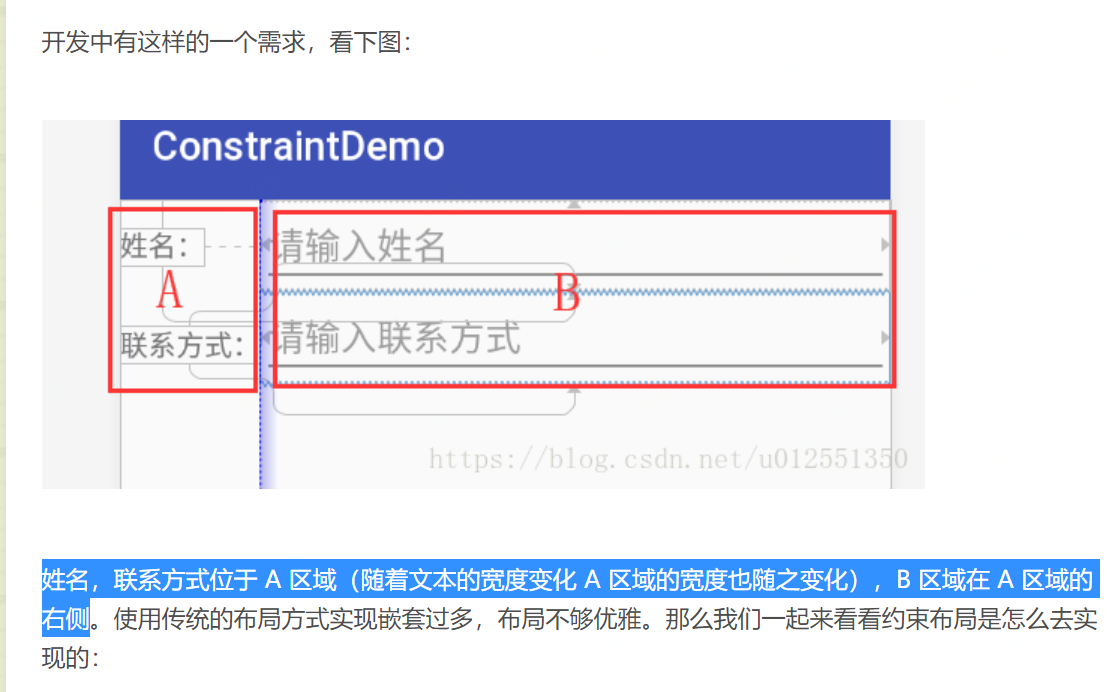 开发中有这样的一个需求，看下图：
ConstraintDemo
姓名：
请输入姓名
A
B
联系方式：
请输入联系方式
https://blog.csdn.net/u012551350
姓名，联系方式位于 A 区域（随着文本的宽度变化 A 区域的宽度也随之变化），B 区域在 A 区域的
右侧。使用传统的布局方式实现嵌套过多，布局不够优雅。那么我们一起来看看约束布局是怎么去实
现的：